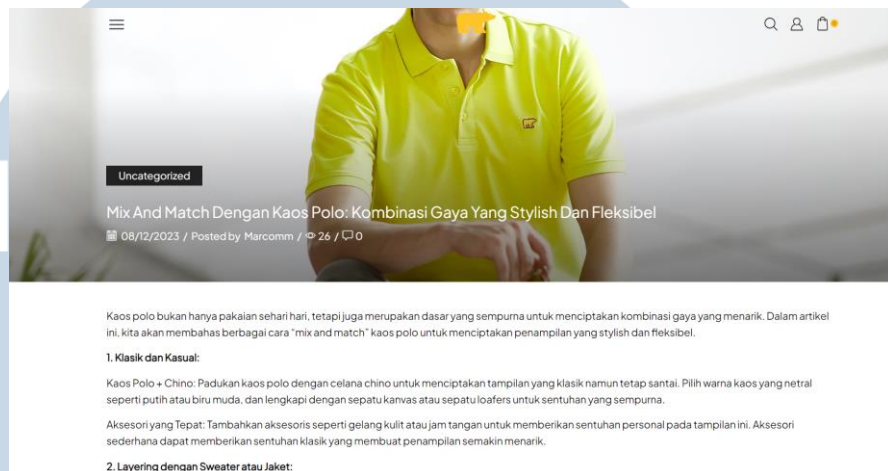 Uncategorized
Mix And Match Dengan Kaos Polo: Kombinasi Gaya Yang Stylish Dan Fleksibel
08/12/2023 / Posted by Marcomm / 26 / 0
Kaos polo bukan hanya pakaian sehari hari, tetapi juga merupakan dasar yang sempurna untuk menciptakan kombinasi gaya yang menarik. Dalam artikel
ini, kita akan membahas berbagai cara “mix and match” kaos polo untuk menciptakan penampilan yang stylish dan fleksibel.
1. Klasik dan Kasual:
Kaos Polo + Chino: Padukan kaos polo dengan celana chino untuk menciptakan tampilan yang klasik namun tetap santai. Pilih warna kaos yang netral
seperti putih atau biru muda, dan lengkapi dengan sepatu kanvas atau sepatu loafers untuk sentuhan yang sempurna.
Aksesori yang Tepat: Tambahkan aksesoris seperti gelang kulit atau jam tangan untuk memberikan sentuhan personal pada tampilan ini. Aksesori
sederhana dapat memberikan sentuhan klasik yang membuat penampilan semakin menarik.
2. Layering dengan Sweater atau Jaket: